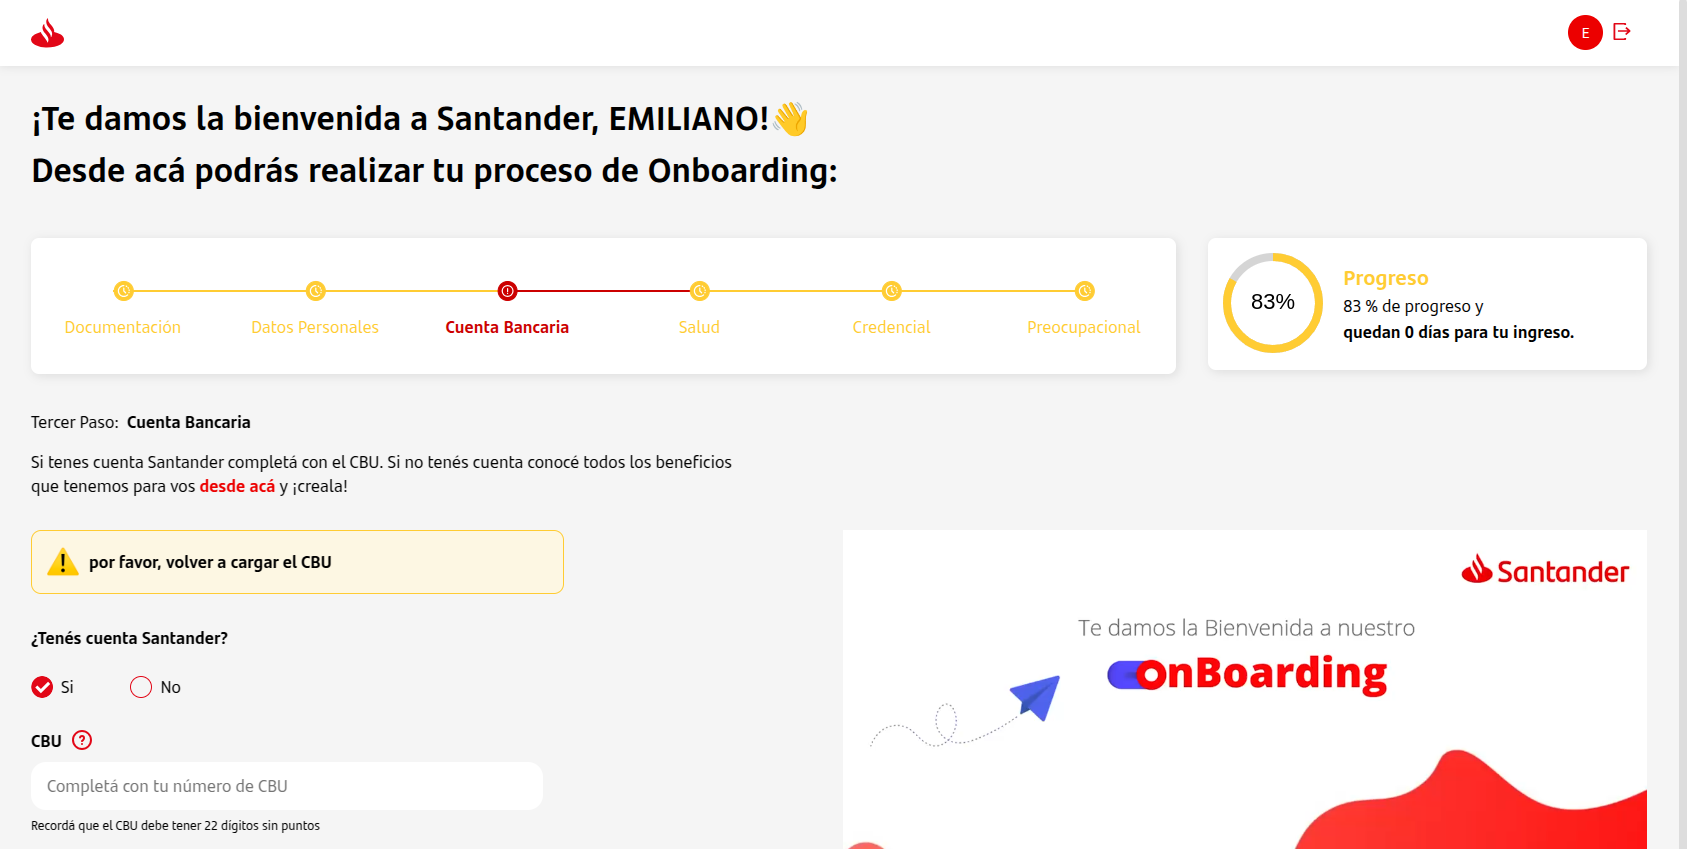 E
¡Te damos la bienvenida a Santander, EMILIANO!👋
Desde acá podrás realizar tu proceso de Onboarding:
Documentación
Datos Personales
Cuenta Bancaria
Salud
Credencial
Preocupacional
83%
Progreso
83 % de progreso y
quedan 0 días para tu ingreso.
Tercer Paso: Cuenta Bancaria
Si tenes cuenta Santander completá con el CBU. Si no tenés cuenta conocé todos los beneficios
que tenemos para vos desde acá y ¡creala!
por favor, volver a cargar el CBU
¿Tenés cuenta Santander?
Si
No
CBU ?
Completá con tu número de CBU
Recordá que el CBU debe tener 22 dígitos sin puntos
Santander
Te damos la Bienvenida a nuestro
onBoarding